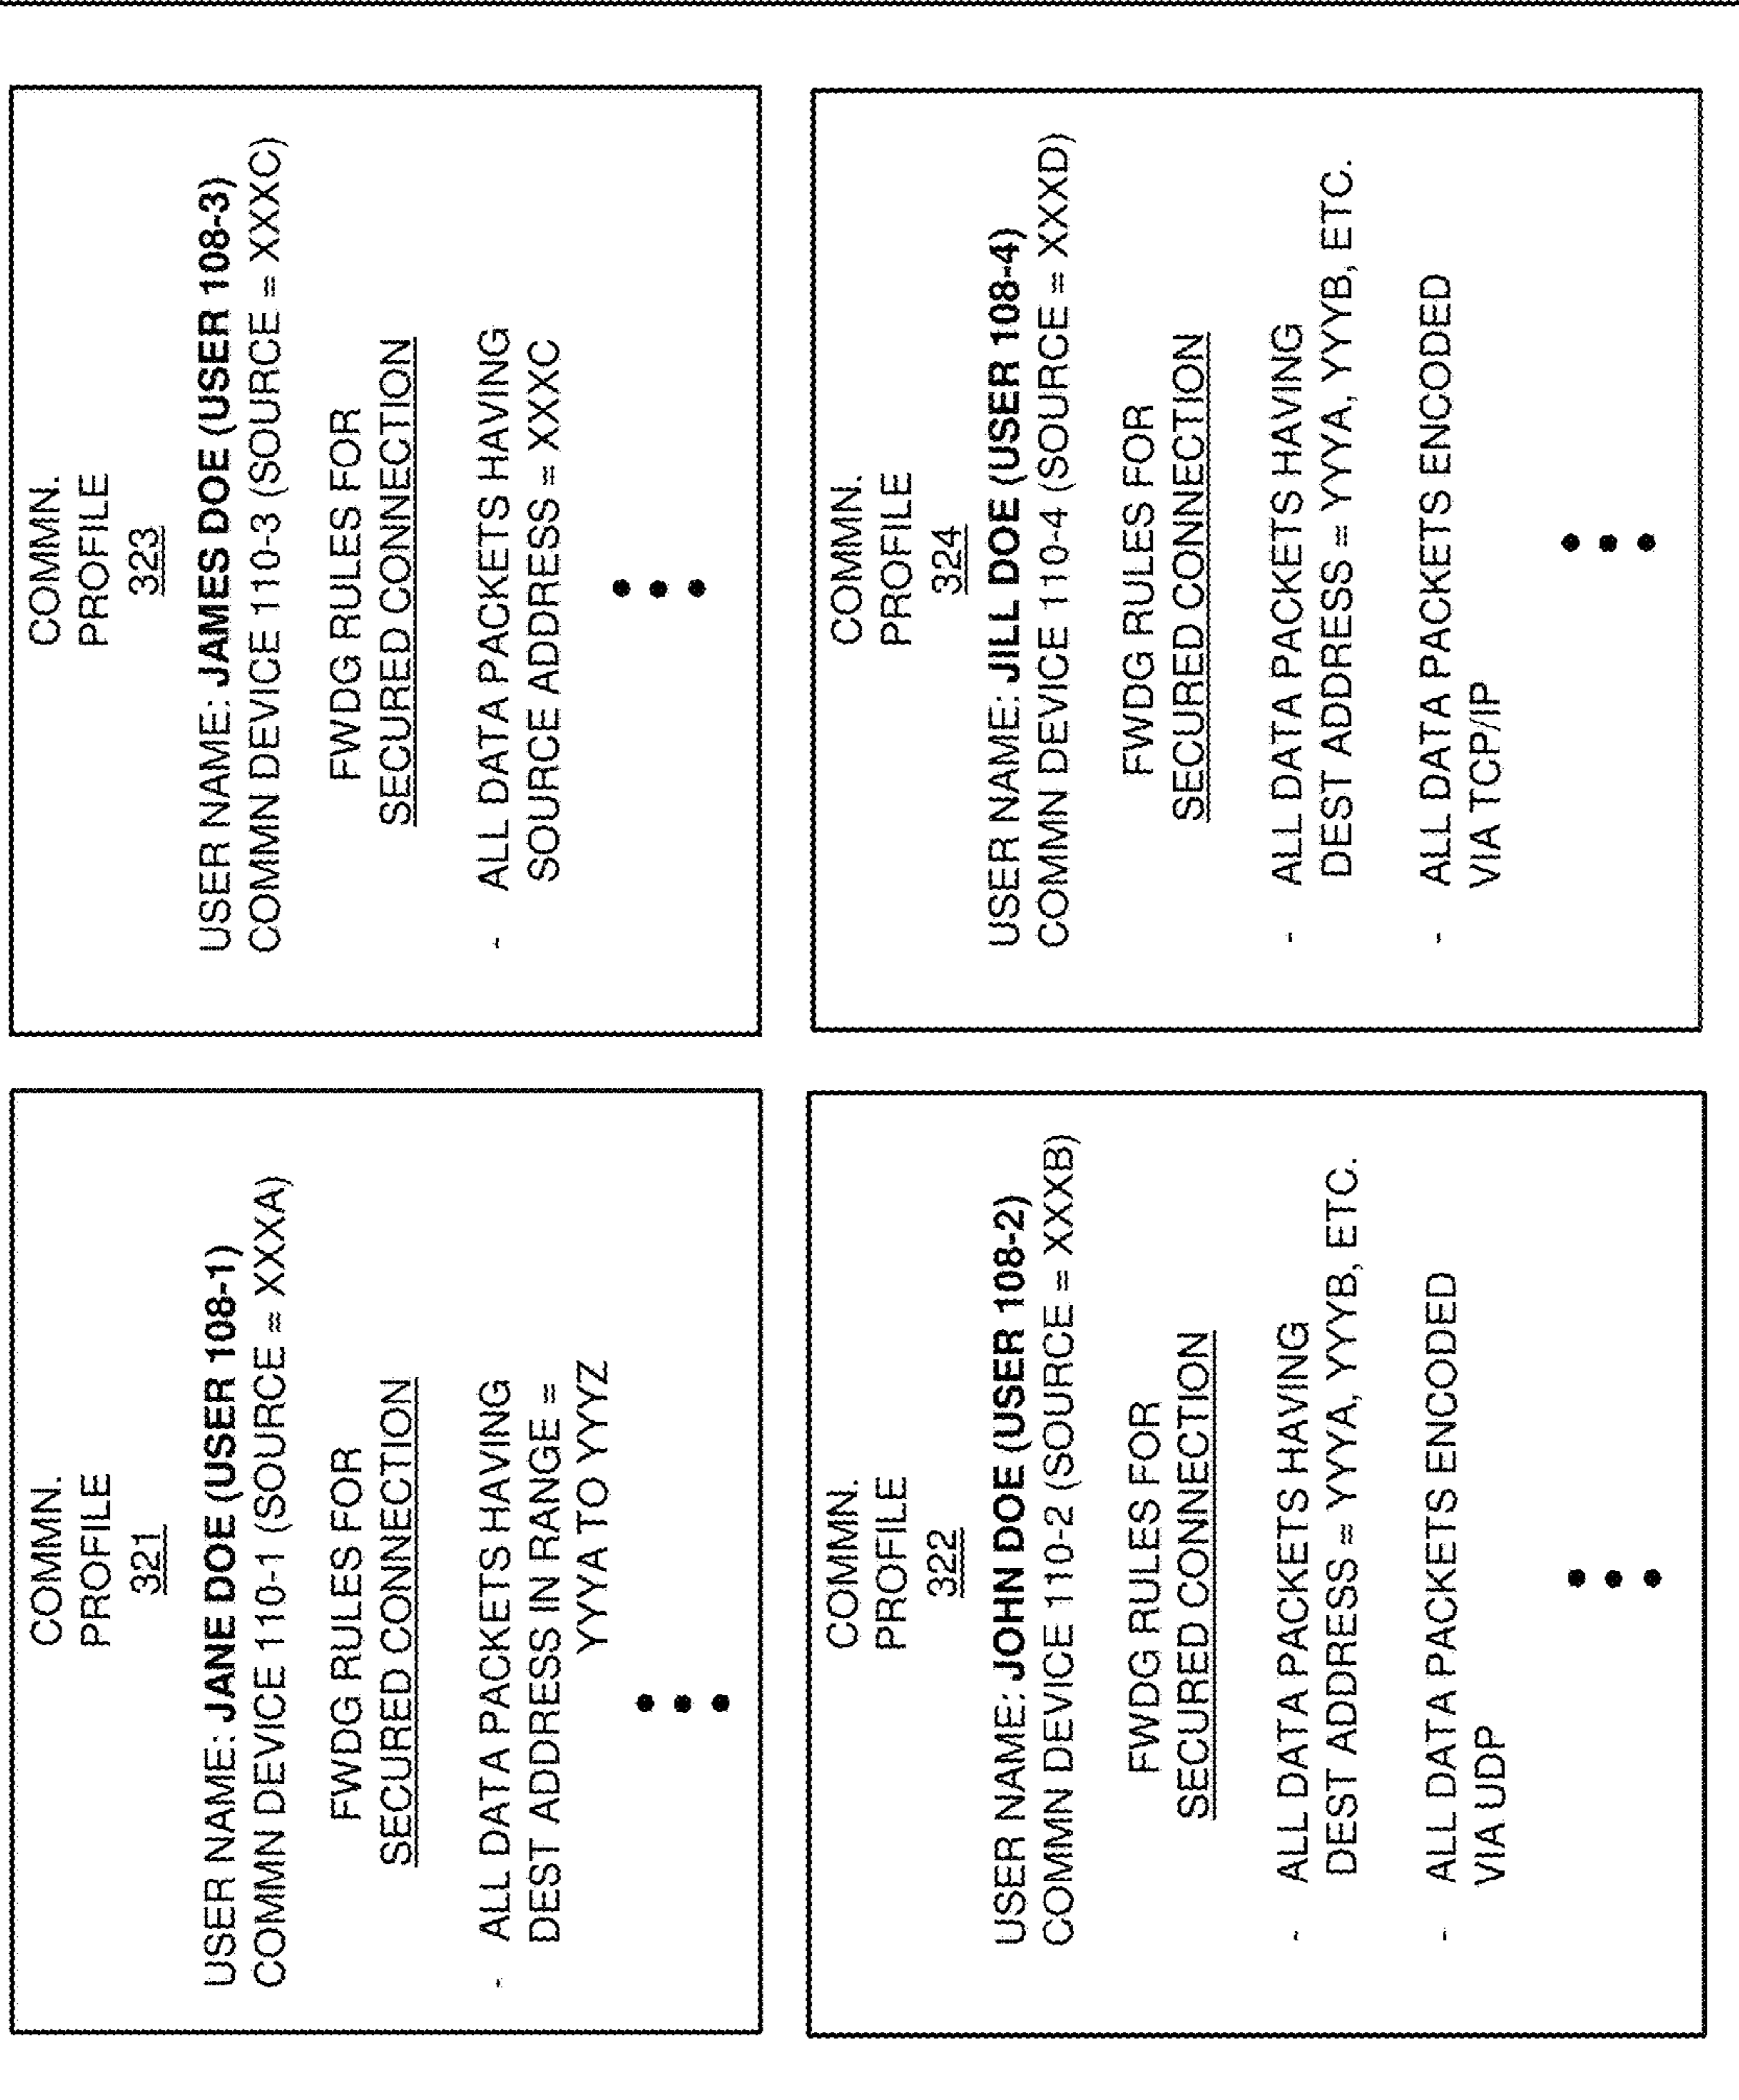 COMMN.
PROFILE
321
USER NAME: JANE DOE (USER 108-1)
COMMN DEVICE 110-1 (SOURCE = XXXA)
FWDG RULES FOR
SECURED CONNECTION
- ALL DATA PACKETS HAVING
DEST ADDRESS IN RANGE =
YYYA TO YYYZ
COMMN.
PROFILE
323
USER NAME: JAMES DOE (USER 108-3)
COMMN DEVICE 110-3 (SOURCE = XXXC)
FWDG RULES FOR
SECURED CONNECTION
- ALL DATA PACKETS HAVING
SOURCE ADDRESS = XXXC
COMMN.
PROFILE
322
USER NAME: JOHN DOE (USER 108-2)
COMMN DEVICE 110-2 (SOURCE = XXXB)
FWDG RULES FOR
SECURED CONNECTION
- ALL DATA PACKETS HAVING
DEST ADDRESS = YYYA, YYYB, ETC.
- ALL DATA PACKETS ENCODED
VIA UDP
COMMN.
PROFILE
324
USER NAME: JILL DOE (USER 108-4)
COMMN DEVICE 110-4 (SOURCE = XXXD)
FWDG RULES FOR
SECURED CONNECTION
- ALL DATA PACKETS HAVING
DEST ADDRESS = YYYA, YYYB, ETC.
- ALL DATA PACKETS ENCODED
VIA TCP/IP